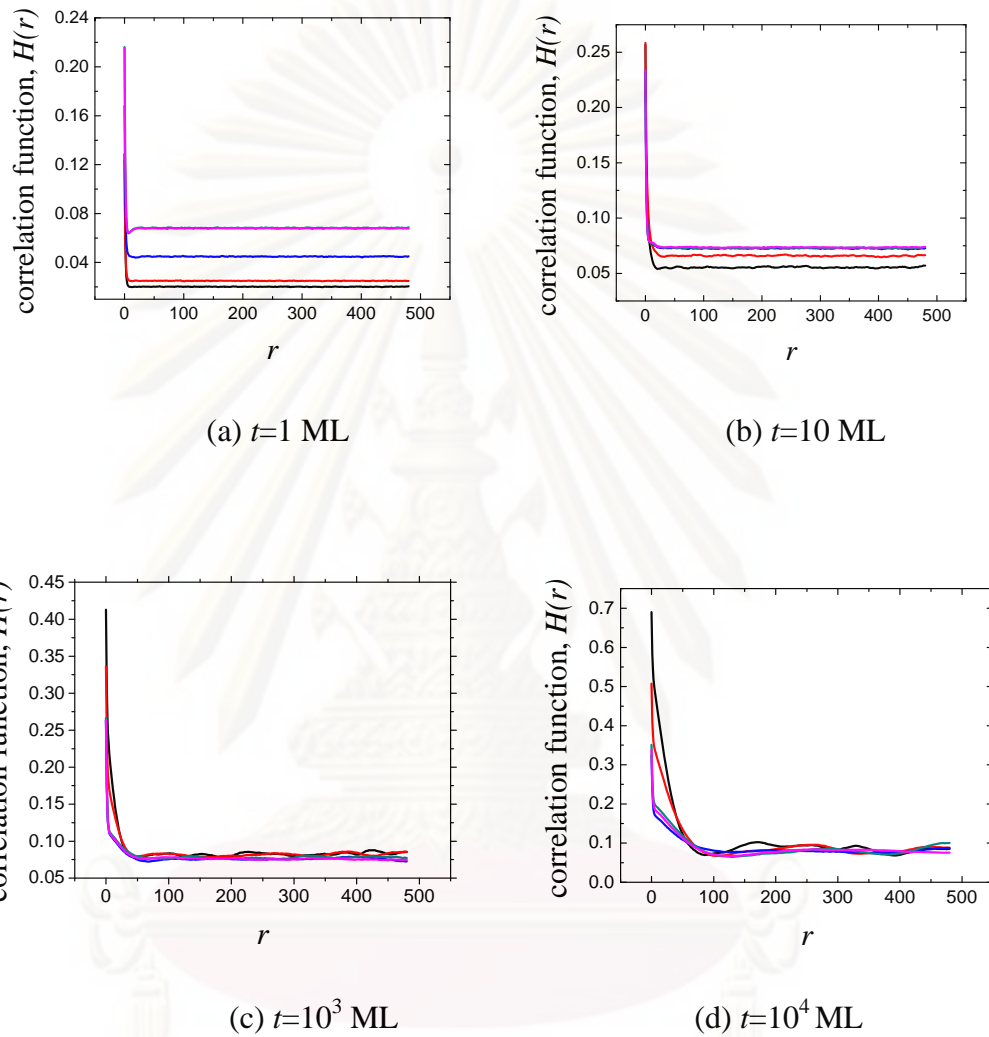 0.24
0.20
0.16
0.12
0.08
0.04
0 100 200 300 400 500
correlation function, H(r)
r
(a) t=1 ML
0.25
0.20
0.15
0.10
0.05
0 100 200 300 400 500
correlation function, H(r)
r
(b) t=10 ML
0.45
0.40
0.35
0.30
0.25
0.20
0.15
0.10
0.05
0 100 200 300 400 500
correlation function, H(r)
r
(c) t=10³ ML
0.7
0.6
0.5
0.4
0.3
0.2
0.1
0.0
0 100 200 300 400 500
correlation function, H(r)
r
(d) t=10⁴ ML